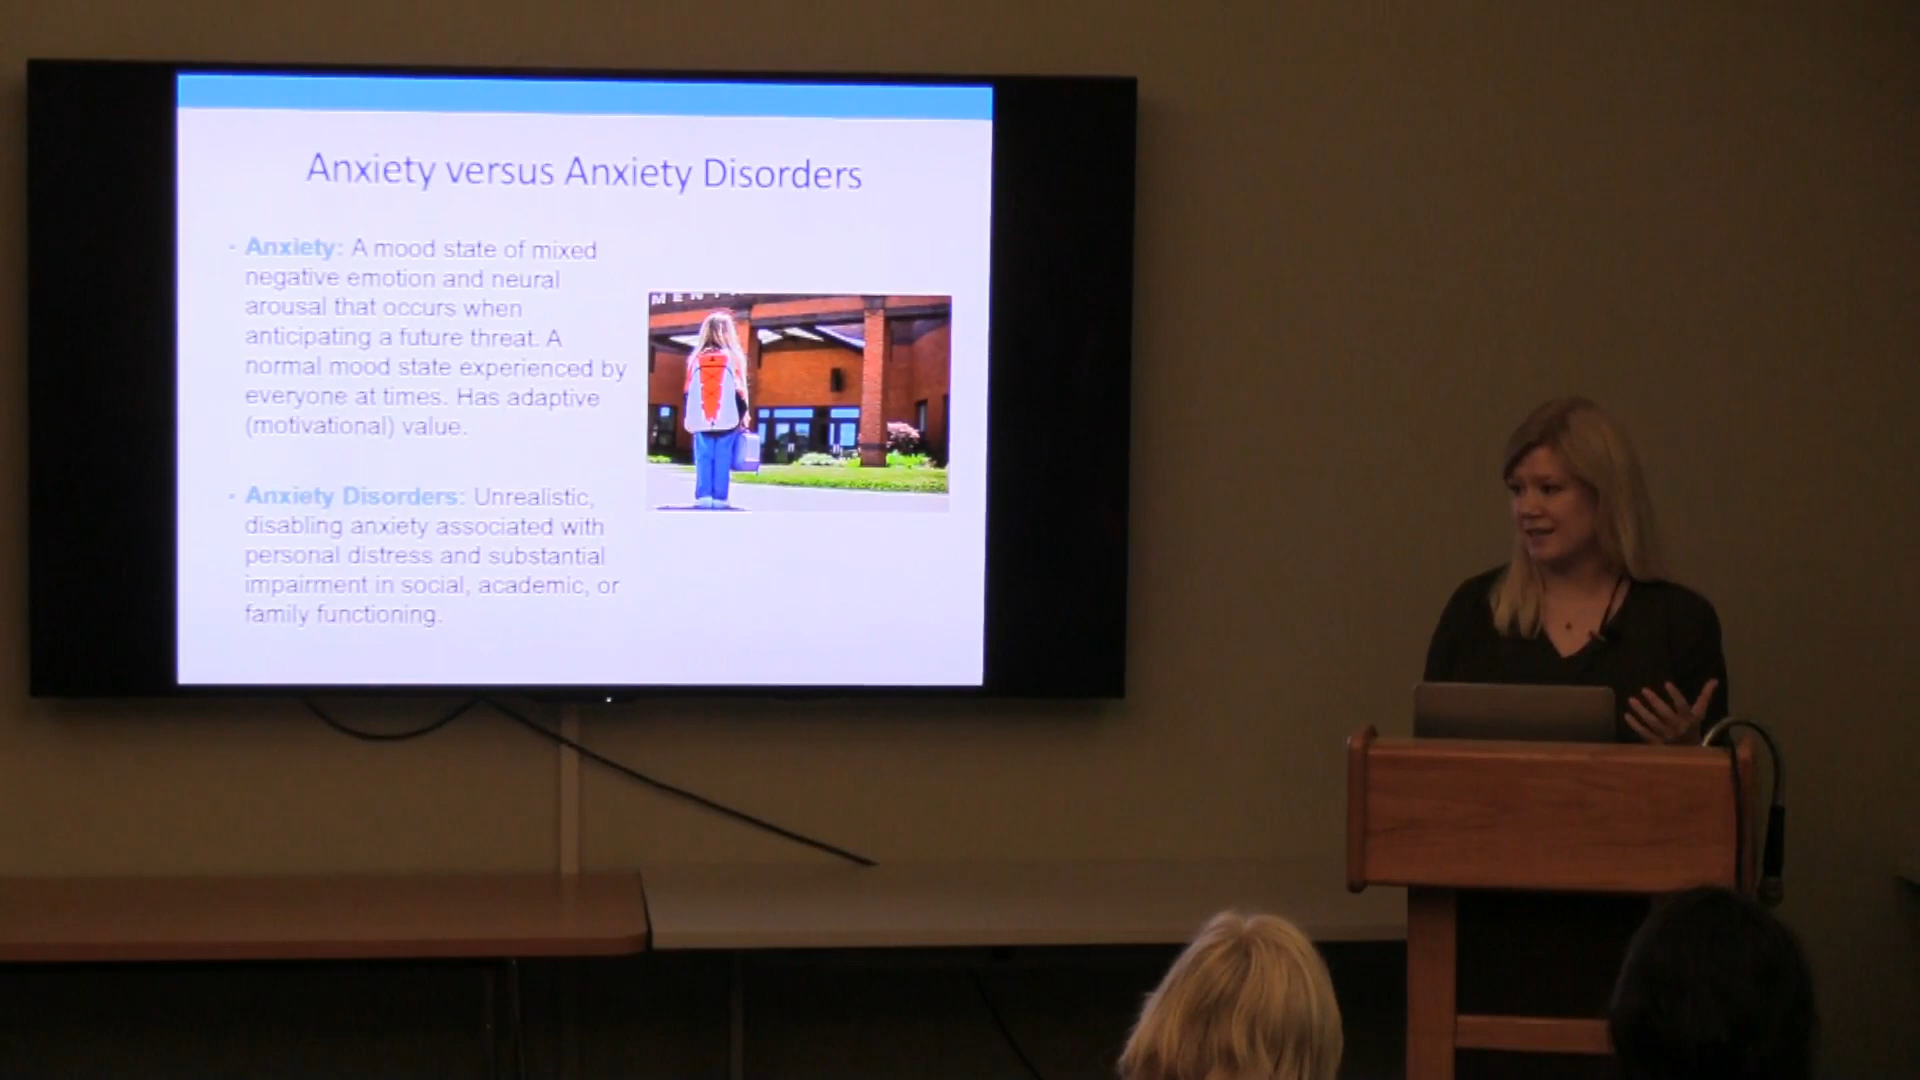 Anxiety versus Anxiety Disorders
· Anxiety: A mood state of mixed
negative emotion and neural
arousal that occurs when
anticipating a future threat. A
normal mood state experienced by
everyone at times. Has adaptive
(motivational) value.
MENT
· Anxiety Disorders: Unrealistic,
disabling anxiety associated with
personal distress and substantial
impairment in social, academic, or
family functioning.